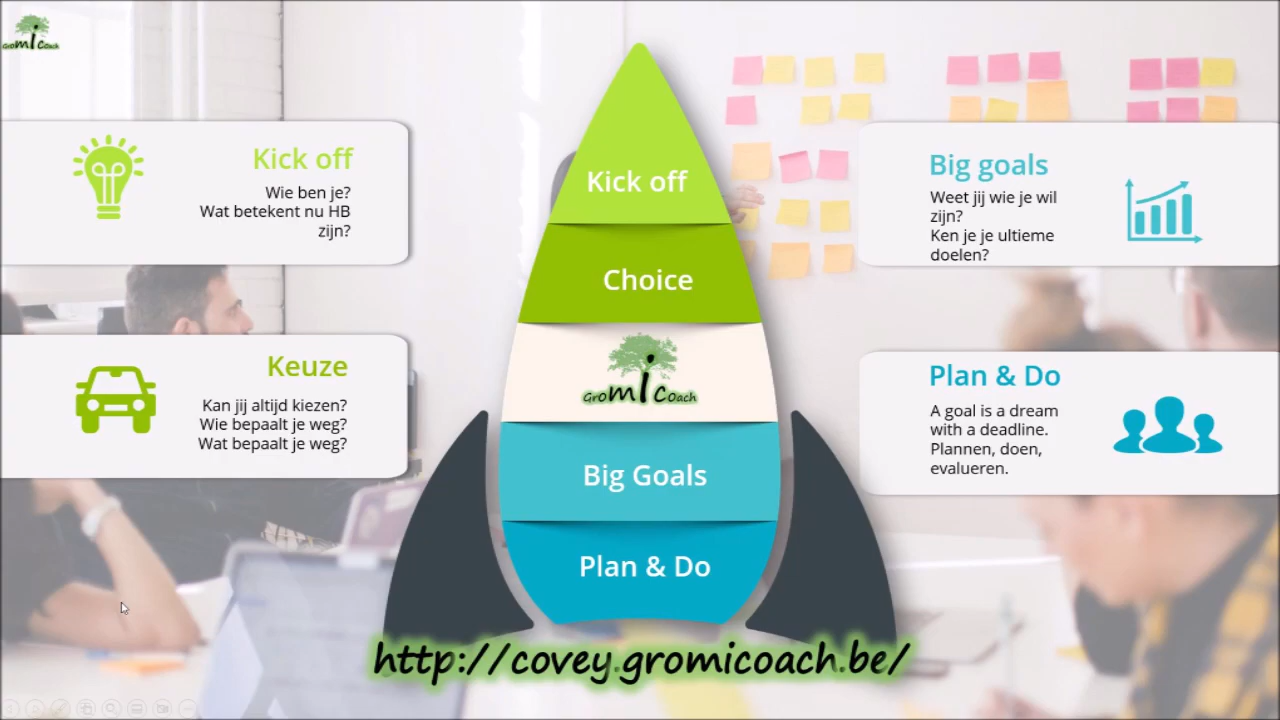 GromiCoach
Kick off
Wie ben je?
Wat betekent nu HB
zijn?
Keuze
Kan jij altijd kiezen?
Wie bepaalt je weg?
Wat bepaalt je weg?
Kick off
Choice
GromiCoach
Big Goals
Plan & Do
Big goals
Weet jij wie je wil
zijn?
Ken je je ultieme
doelen?
Plan & Do
A goal is a dream
with a deadline.
Plannen, doen,
evalueren.
http://covey.gromicoach.be/